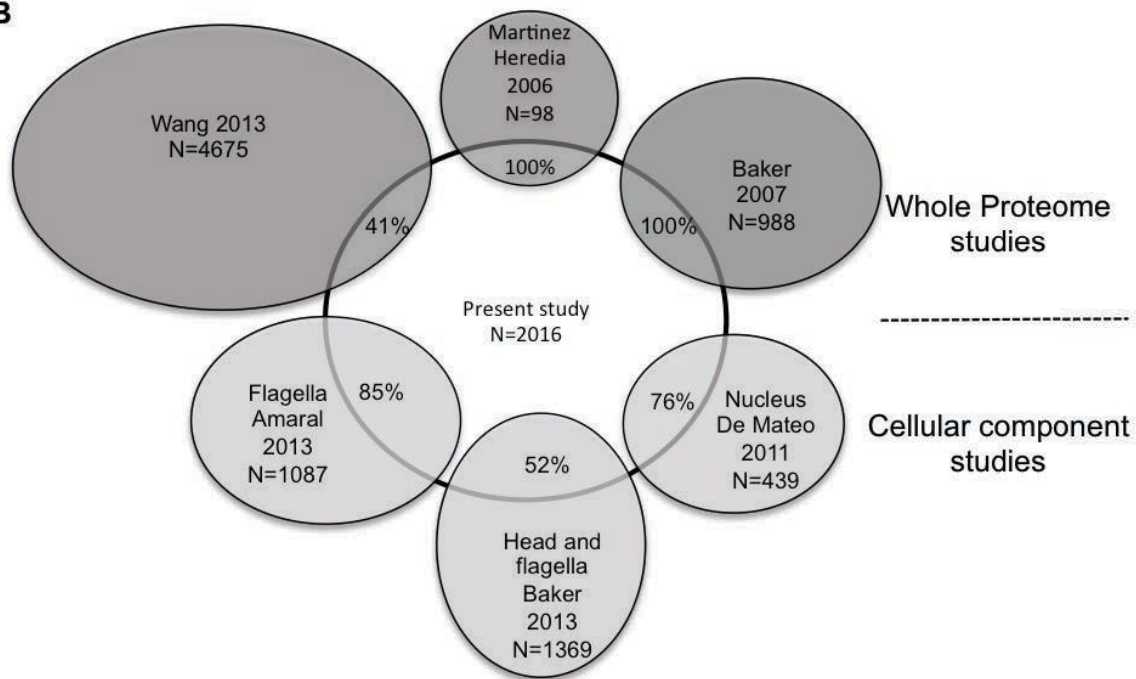 B
Martinez
Heredia
2006
N=98
100%
Wang 2013
N=4675
41%
Baker
2007
N=988
100%
Whole Proteome
studies
Present study
N=2016
Flagella
Amaral
2013
N=1087
85%
52%
Head and
flagella
Baker
2013
N=1369
76%
Nucleus
De Mateo
2011
N=439
Cellular component
studies